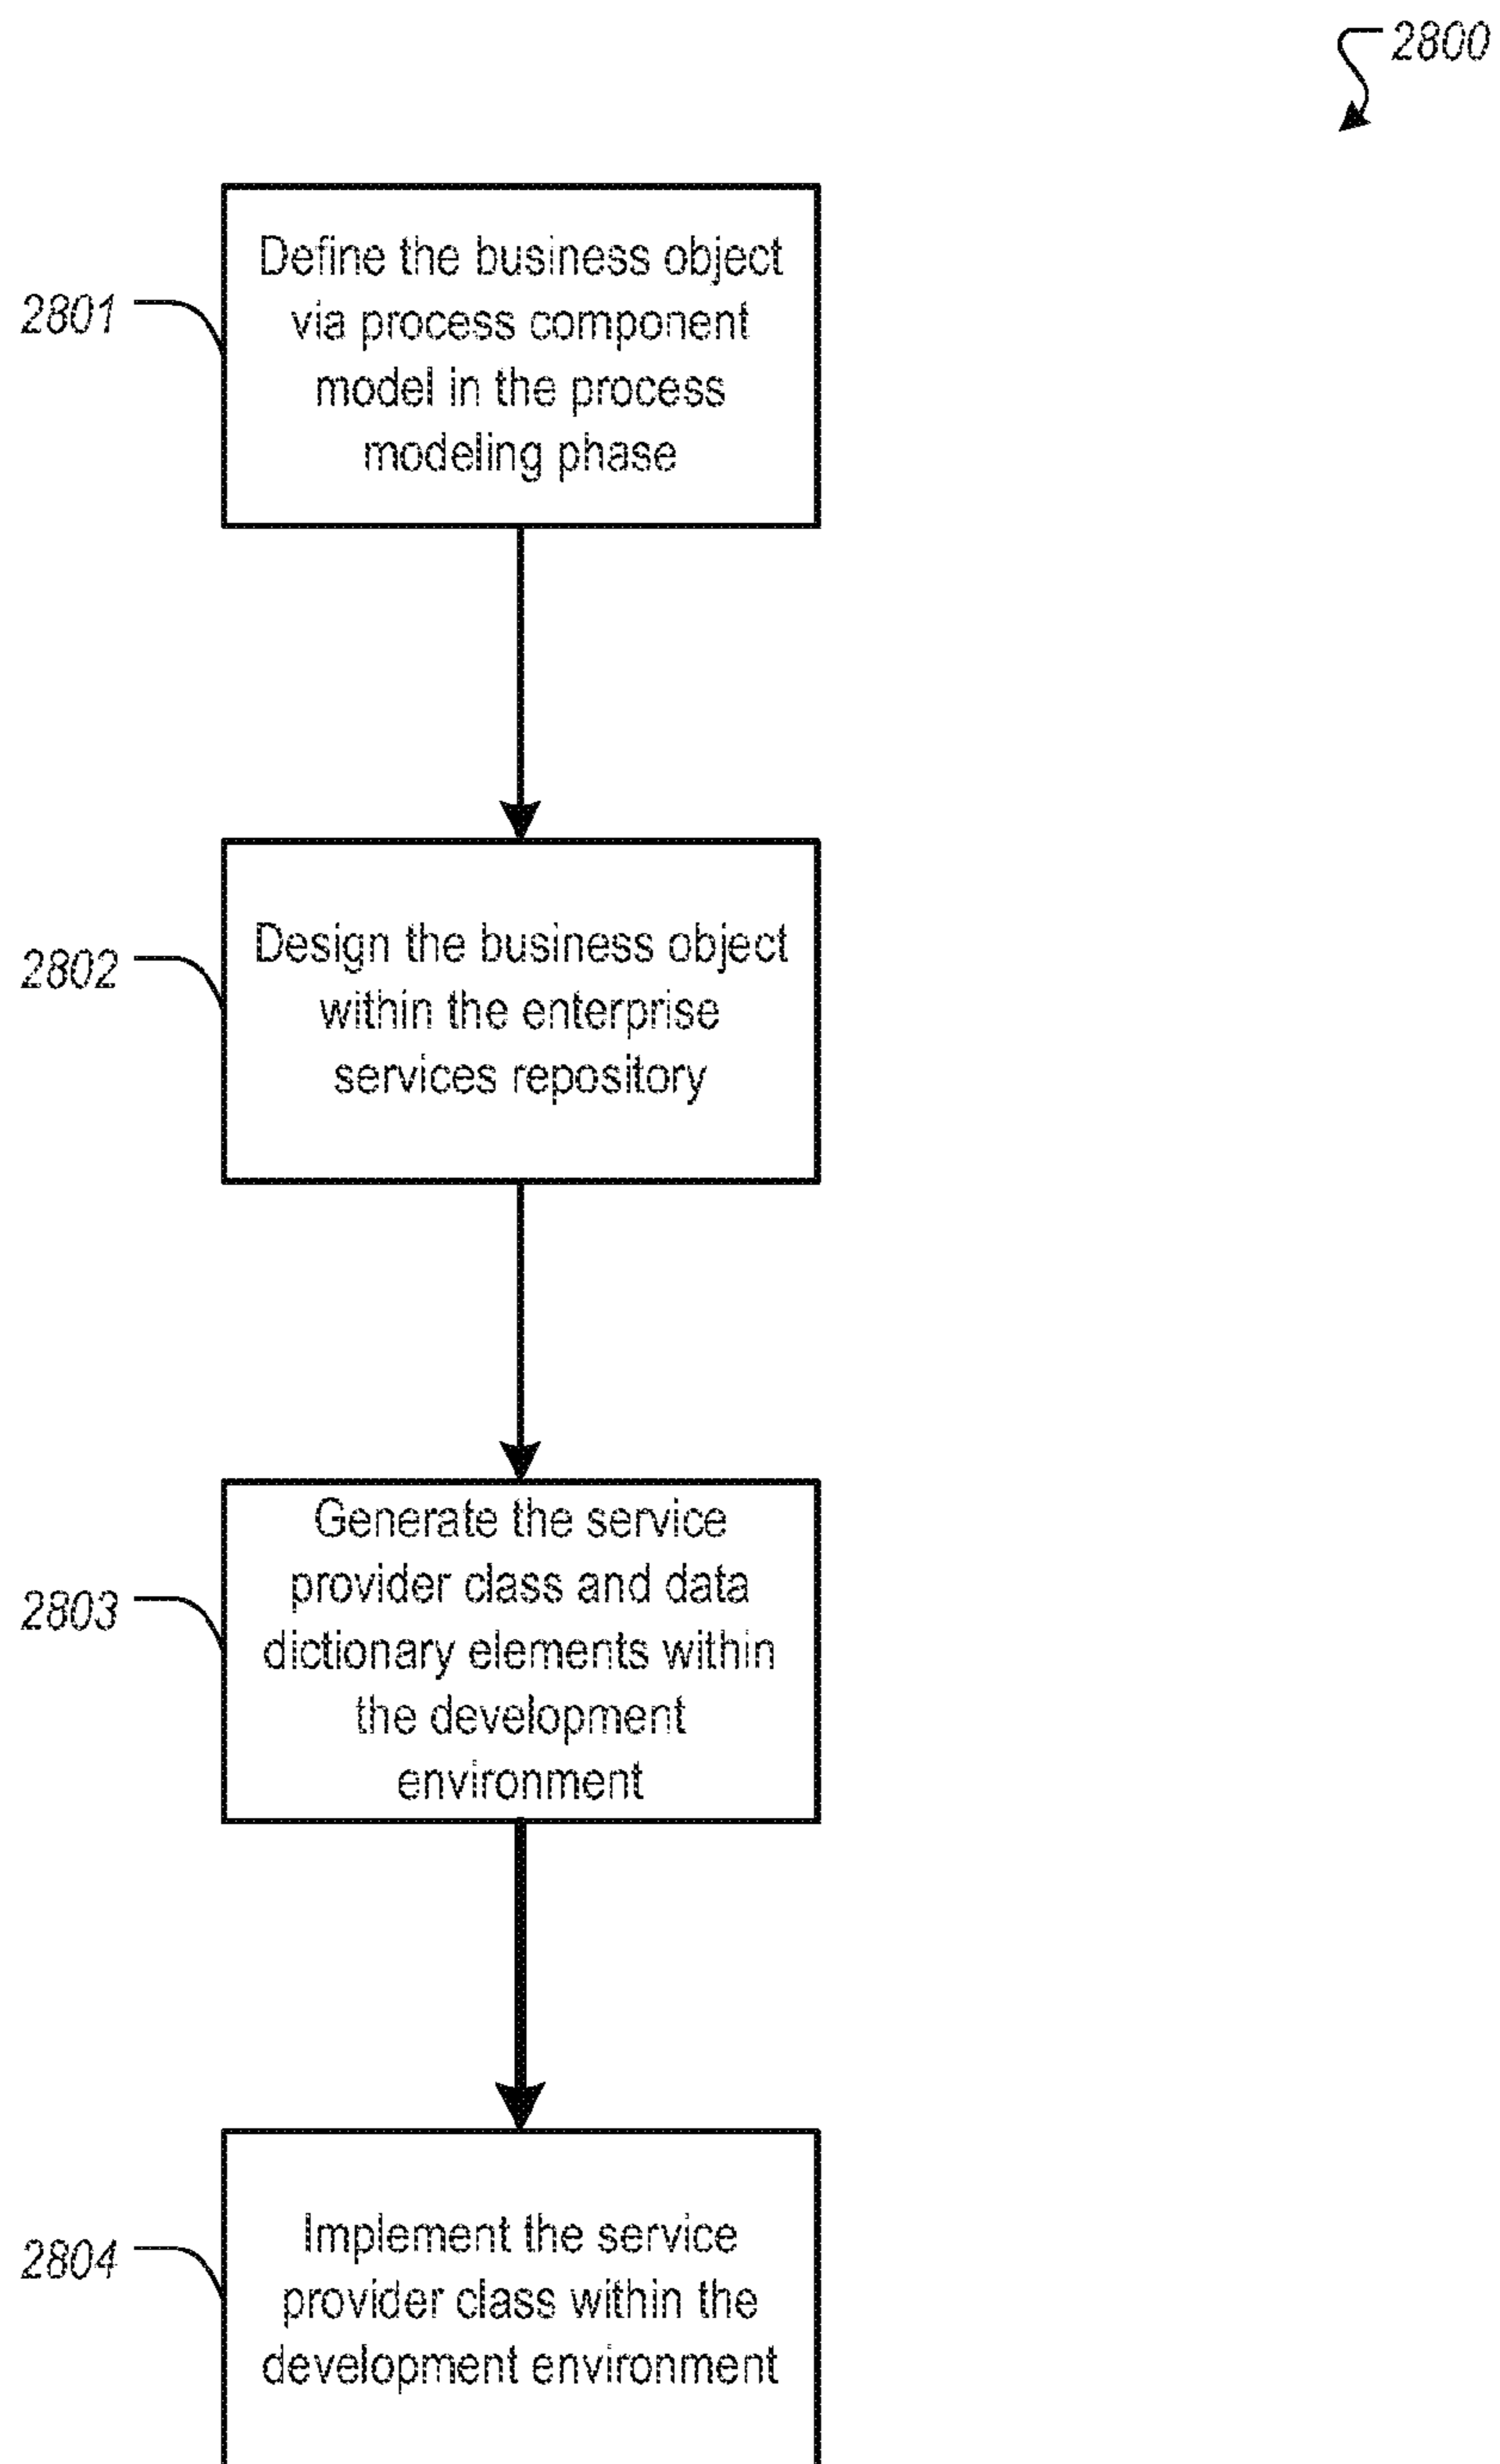 2800
Define the business object
via process component
model in the process
modeling phase
2801
Design the business object
within the enterprise
services repository
2802
Generate the service
provider class and data
dictionary elements within
the development
environment
2803
Implement the service
provider class within the
development environment
2804